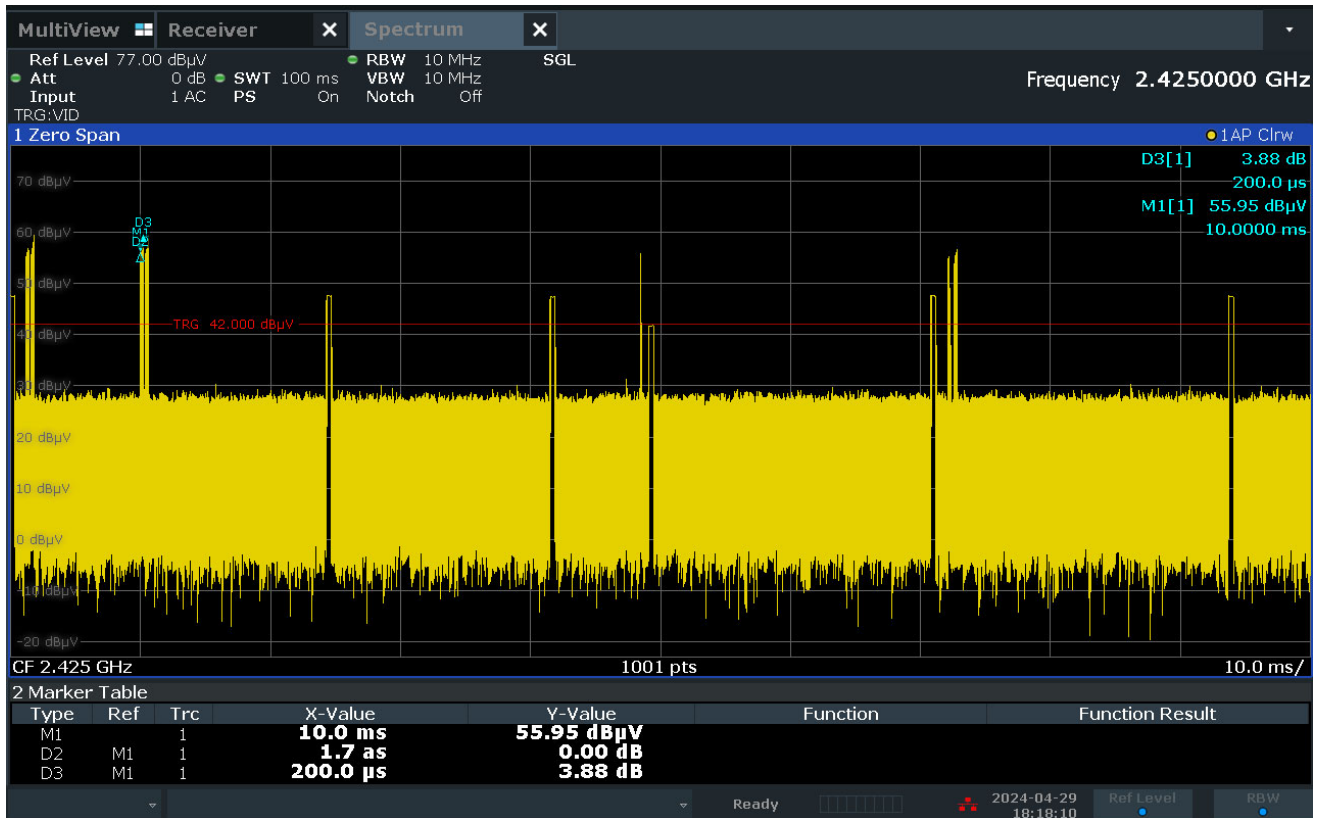 MultiView Receiver X Spectrum X
Ref Level 77.00 dBµV RBW 10 MHz SGL
Att 0 dB SWT 100 ms VBW 10 MHz Frequency 2.4250000 GHz
Input 1 AC PS On Notch Off
TRG:VID
1 Zero Span 1AP Clrw
D3[1] 3.88 dB
70 dBµV 200.0 µs
M1[1] 55.95 dBµV
D3
60 dBµV M1 10.0000 ms
D2
50 dBµV
TRG 42.000 dBµV
40 dBµV
30 dBµV
20 dBµV
10 dBµV
0 dBµV
-10 dBµV
-20 dBµV
CF 2.425 GHz 1001 pts 10.0 ms/
2 Marker Table
Type Ref Trc X-Value Y-Value Function Function Result
M1 1 10.0 ms 55.95 dBµV
D2 M1 1 1.7 as 0.00 dB
D3 M1 1 200.0 µs 3.88 dB
Ready 2024-04-29 Ref Level RBW
18:18:10